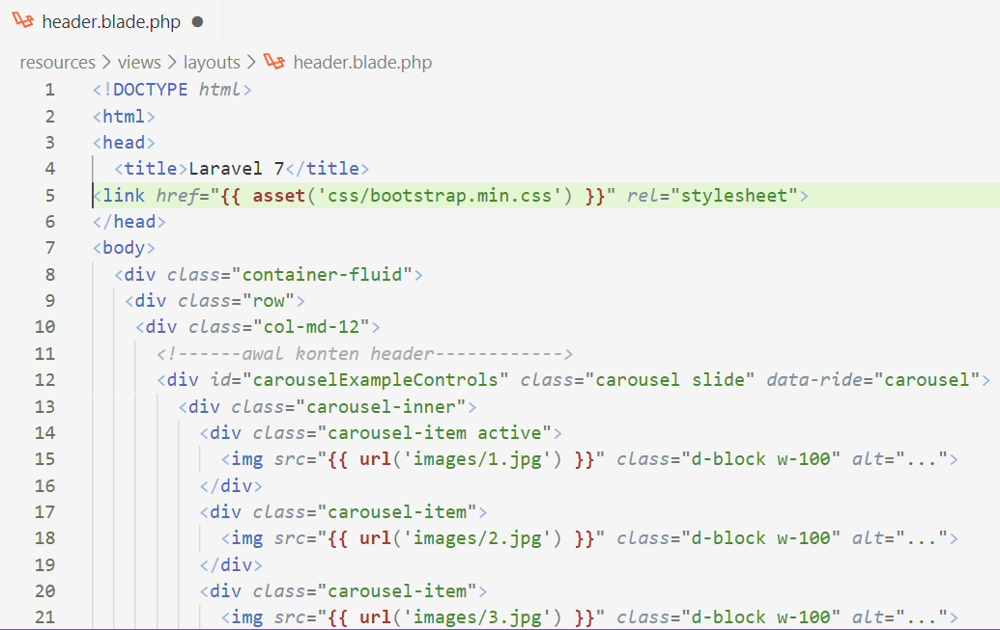 header.blade.php
resources > views > layouts > header.blade.php
1 <!DOCTYPE html>
2 <html>
3 <head>
4   <title>Laravel 7</title>
5 <link href="{{ asset('css/bootstrap.min.css') }}" rel="stylesheet">
6 </head>
7 <body>
8   <div class="container-fluid">
9    <div class="row">
10     <div class="col-md-12">
11       <!------awal konten header------------>
12       <div id="carouselExampleControls" class="carousel slide" data-ride="carousel">
13         <div class="carousel-inner">
14           <div class="carousel-item active">
15             <img src="{{ url('images/1.jpg') }}" class="d-block w-100" alt="...">
16           </div>
17           <div class="carousel-item">
18             <img src="{{ url('images/2.jpg') }}" class="d-block w-100" alt="...">
19           </div>
20           <div class="carousel-item">
21             <img src="{{ url('images/3.jpg') }}" class="d-block w-100" alt="...">